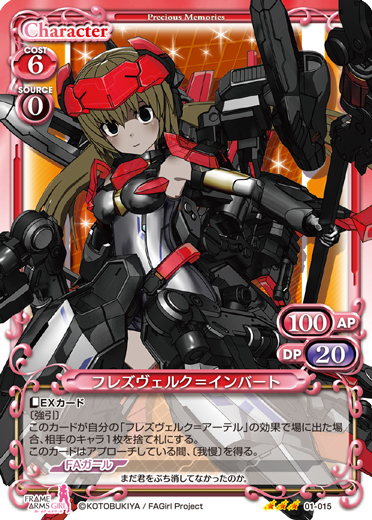 Precious Memories
Character
COST
6
SOURCE
0
100 AP
DP 20
フレズヴェルク=インバート
■EXカード
[強引]
このカードが自分の「フレズヴェルク=アーテル」の効果で場に出た場
合、相手のキャラ1枚を捨て札にする。
このカードはアプローチしている間、《我慢》を得る。
FAガール
まだ君をぶち消してなかったのか。
FRAME
ARMS GIRL
©KOTOBUKIYA / FAGirl Project
01-015